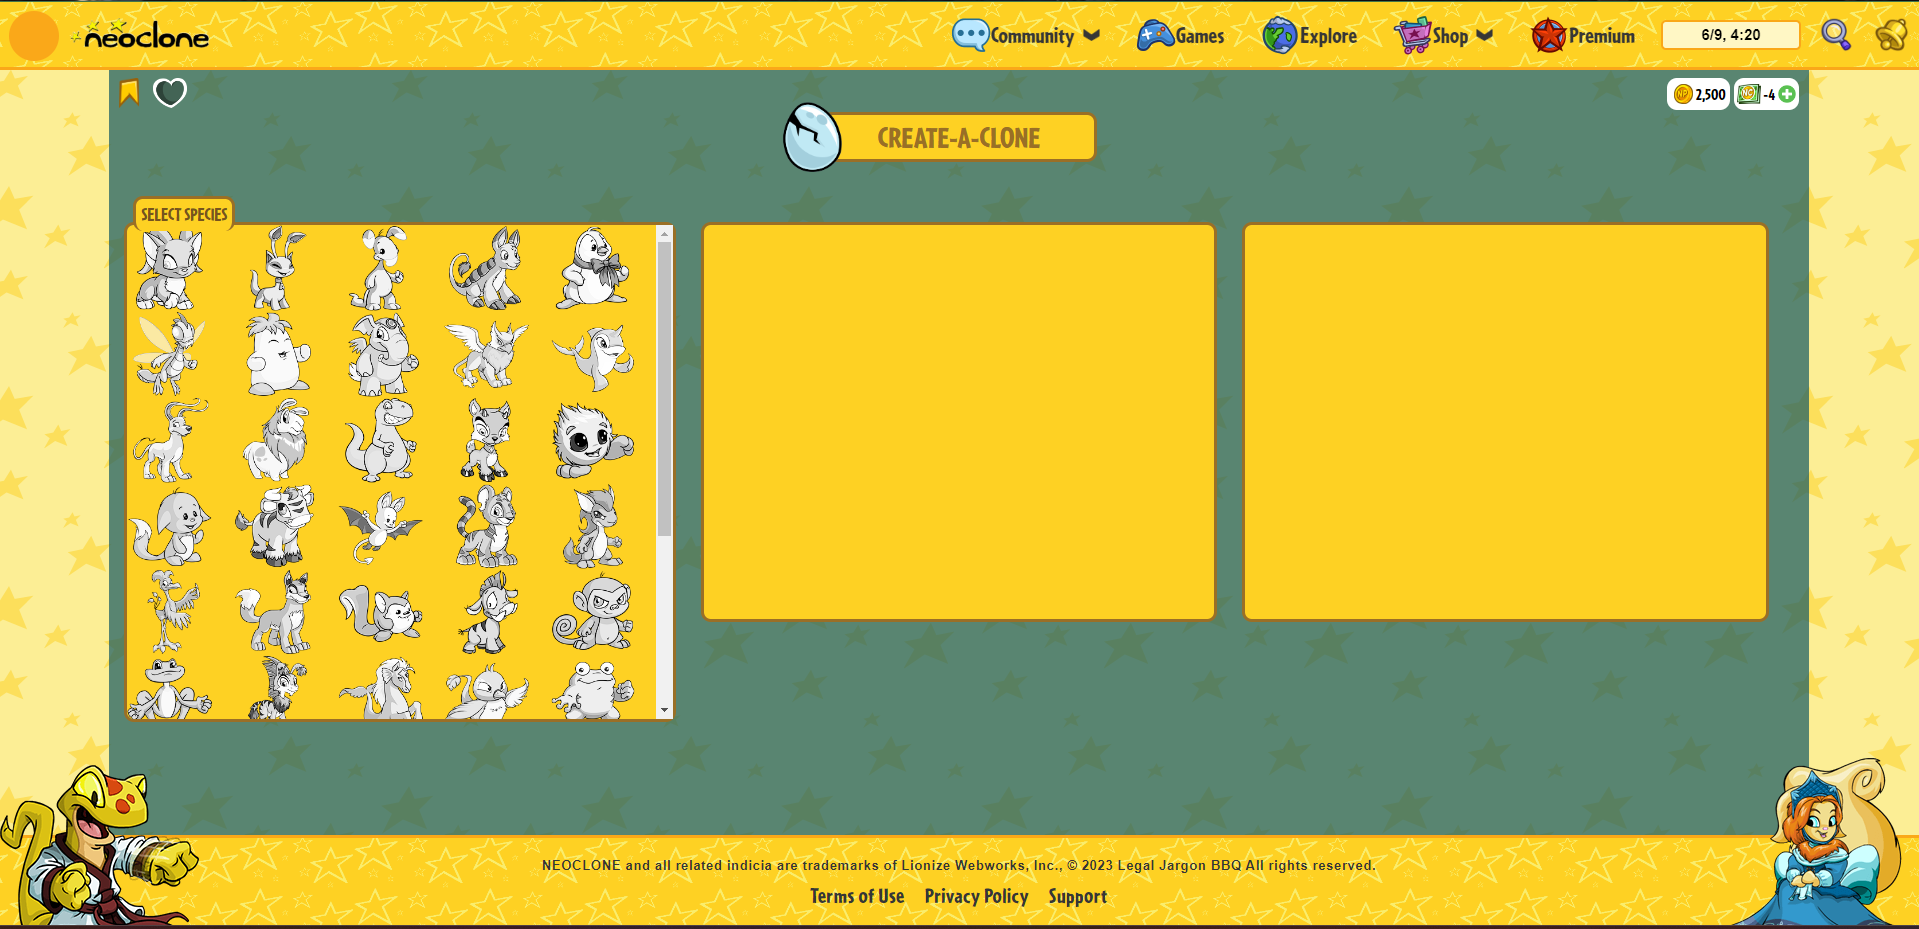 neoclone
Community
Games
Explore
Shop
Premium
6/9, 4:20
NP
2,500
NC
-4
CREATE-A-CLONE
SELECT SPECIES
NEOCLONE and all related indicia are trademarks of Lionize Webworks, Inc., © 2023 Legal Jargon BBQ All rights reserved.
Terms of Use
Privacy Policy
Support